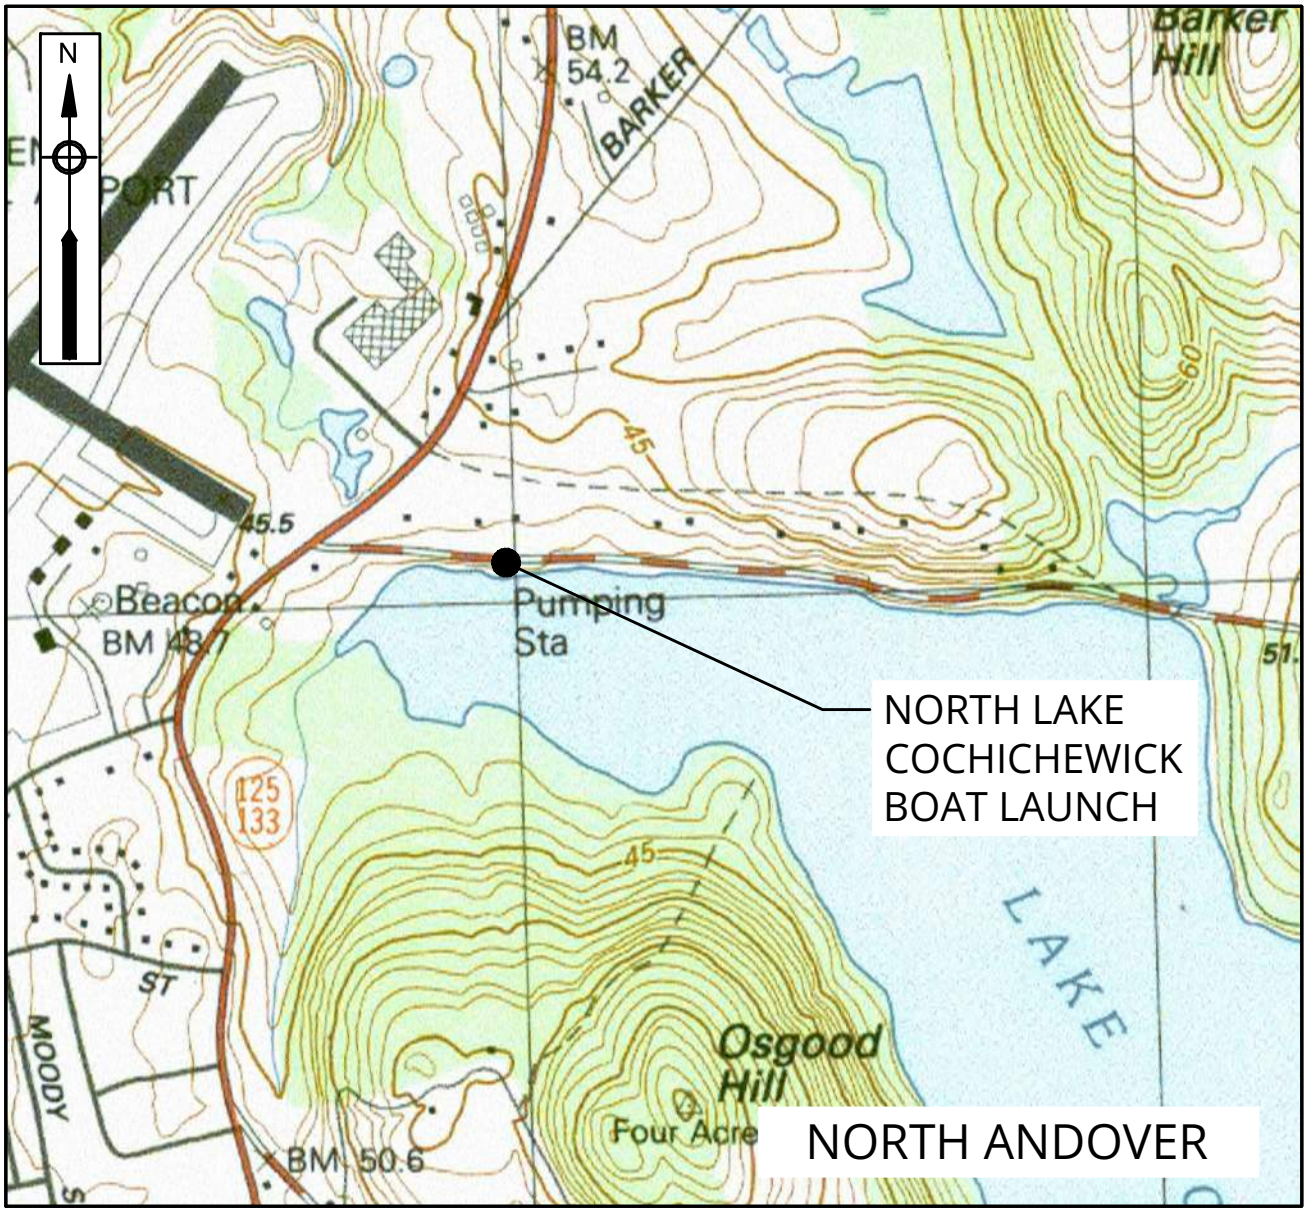 N
BM
54.2
BARKER
Barker
Hill
EN
PORT
60
45
45.5
Beacon
BM 48.7
Pumping
Sta
51.
NORTH LAKE
COCHICHEWICK
BOAT LAUNCH
125
133
45
LAKE
ST
MOODY
S
Osgood
Hill
Four Acre
NORTH ANDOVER
BM 50.6